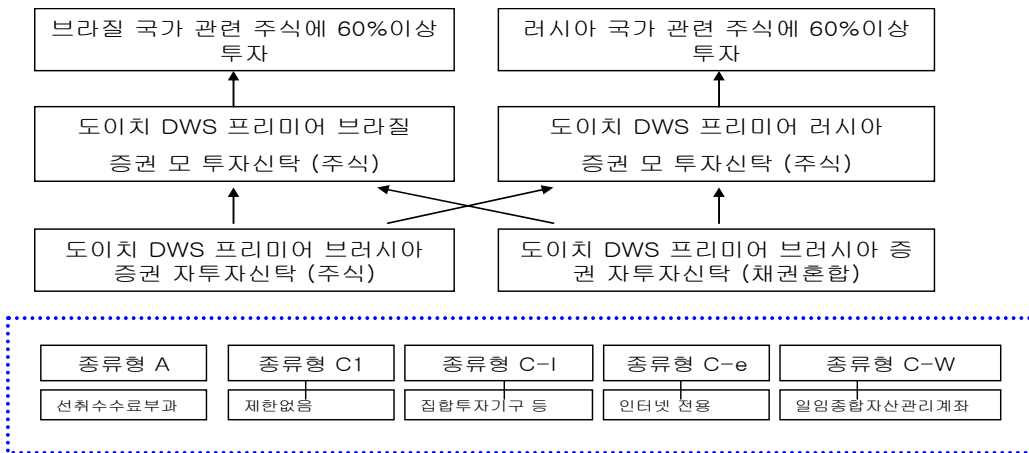 브라질 국가 관련 주식에 60%이상
투자
러시아 국가 관련 주식에 60%이상
투자
도이치 DWS 프리미어 브라질
증권 모 투자신탁 (주식)
도이치 DWS 프리미어 러시아
증권 모 투자신탁 (주식)
도이치 DWS 프리미어 브러시아
증권 자투자신탁 (주식)
도이치 DWS 프리미어 브러시아 증
권 자투자신탁 (채권혼합)
종류형 A
종류형 C1
종류형 C-I
종류형 C-e
종류형 C-W
선취수수료부과
제한없음
집합투자기구 등
인터넷 전용
일임종합자산관리계좌